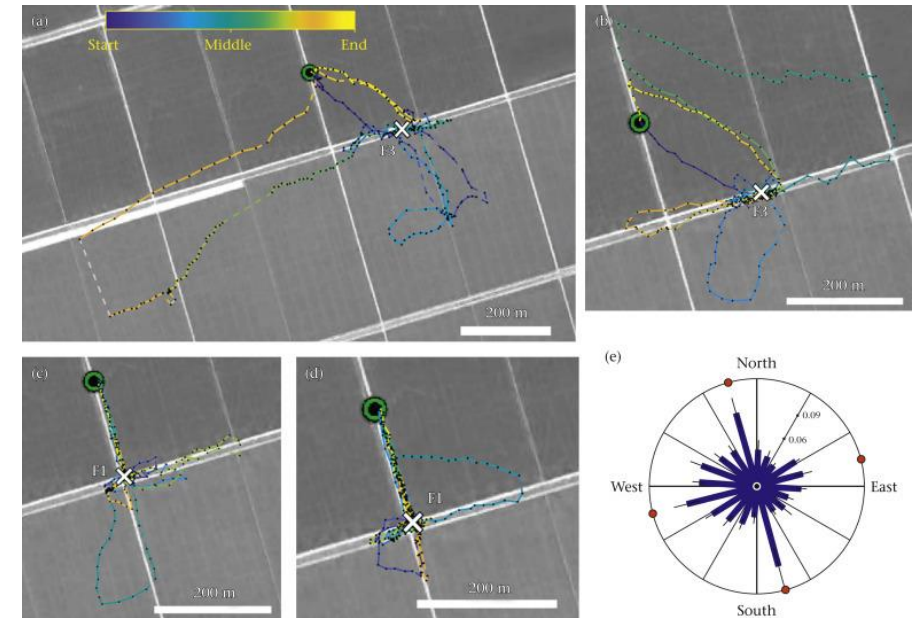 (a)
Start Middle End
F3
200 m
(b)
F3
200 m
(c)
F1
200 m
(d)
F1
200 m
(e)
North
0.09
0.06
West
East
South